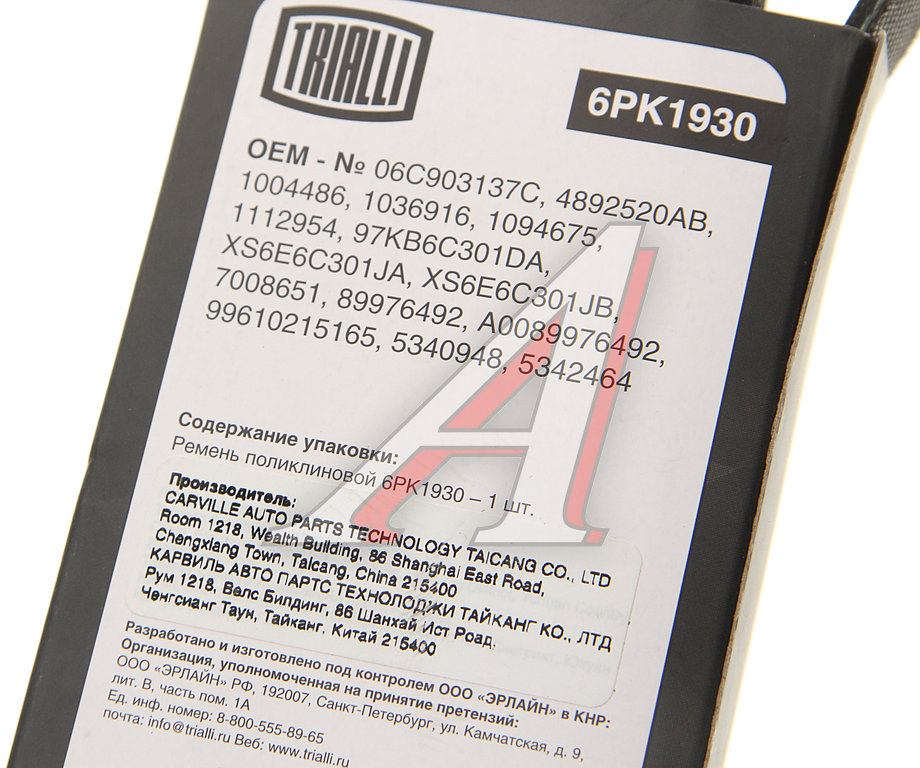 TRIALLI
6PK1930
OEM - № 06C903137C, 4892520AB,
1004486, 1036916, 1094675,
1112954, 97KB6C301DA,
XS6E6C301JA, XS6E6C301JB,
7008651, 89976492, A0089976492,
99610215165, 5340948, 5342464
Содержание упаковки:
Ремень поликлиновой 6PK1930 – 1 шт.
Производитель:
CARVILLE AUTO PARTS TECHNOLOGY TAICANG CO., LTD
Room 1218, Wealth Building, 86 Shanghai East Road,
Chengxiang Town, Taicang, China 215400
КАРВИЛЬ АВТО ПАРТС ТЕХНОЛОДЖИ ТАЙКАНГ КО., ЛТД
Рум 1218, Велс Билдинг, 86 Шанхай Ист Роад,
Ченгсианг Таун, Тайканг, Китай 215400
Разработано и изготовлено под контролем ООО «ЭРЛАЙН» в КНР:
Организация, уполномоченная на принятие претензий:
ООО «ЭРЛАЙН» РФ, 192007, Санкт-Петербург, ул. Камчатская, д. 9,
лит. В, часть пом. 1А
Ед. инф. номер: 8-800-555-89-65
почта: info@trialli.ru Веб: www.trialli.ru